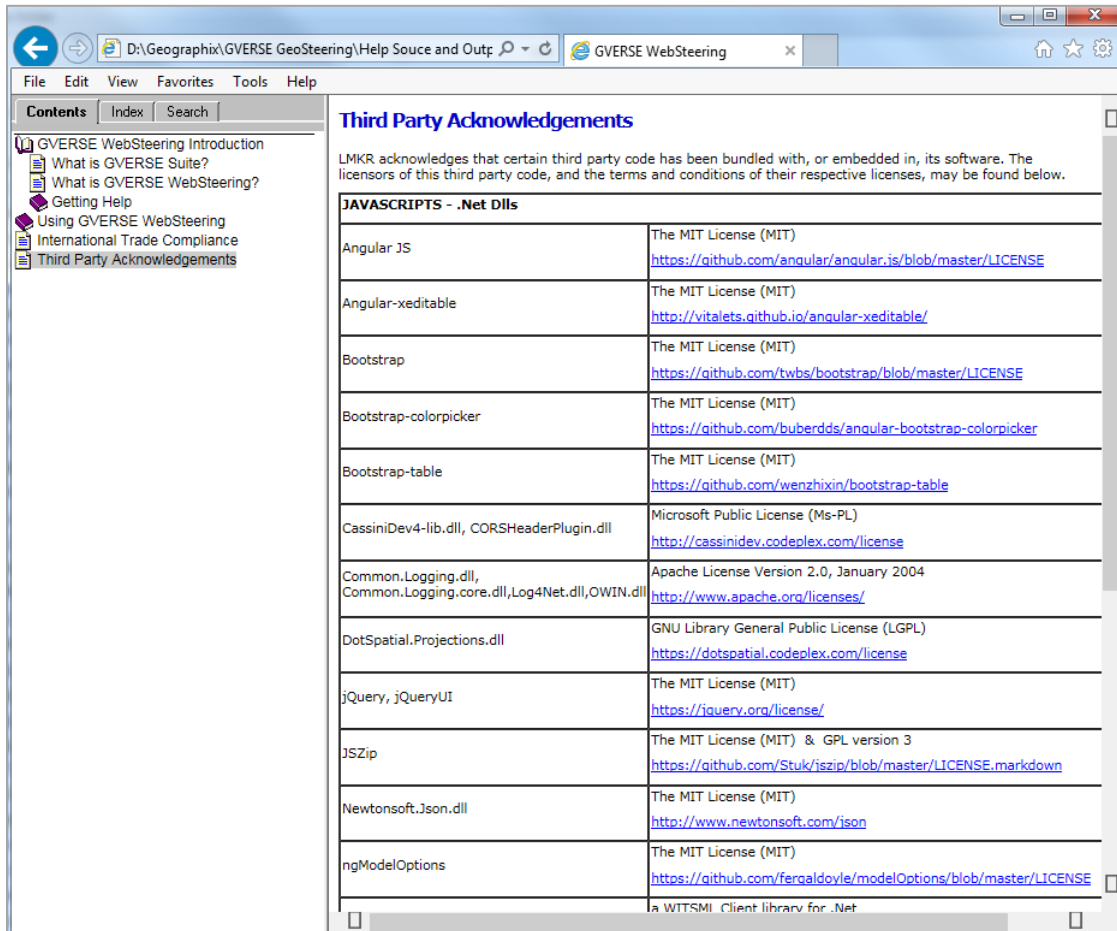 D:\Geographix\GVERSE GeoSteering\Help Souce and Outp
GVERSE WebSteering
File Edit View Favorites Tools Help
Contents Index Search
GVERSE WebSteering Introduction
What is GVERSE Suite?
What is GVERSE WebSteering?
Getting Help
Using GVERSE WebSteering
International Trade Compliance
Third Party Acknowledgements
Third Party Acknowledgements
LMKR acknowledges that certain third party code has been bundled with, or embedded in, its software. The
licensors of this third party code, and the terms and conditions of their respective licenses, may be found below.
JAVASCRIPTS - .Net Dlls
Angular JS
The MIT License (MIT)
https://github.com/angular/angular.js/blob/master/LICENSE
Angular-xeditable
The MIT License (MIT)
http://vitalets.github.io/angular-xeditable/
Bootstrap
The MIT License (MIT)
https://github.com/twbs/bootstrap/blob/master/LICENSE
Bootstrap-colorpicker
The MIT License (MIT)
https://github.com/buberdds/angular-bootstrap-colorpicker
Bootstrap-table
The MIT License (MIT)
https://github.com/wenzhixin/bootstrap-table
CassiniDev4-lib.dll, CORSHeaderPlugin.dll
Microsoft Public License (Ms-PL)
http://cassinidev.codeplex.com/license
Common.Logging.dll,
Common.Logging.core.dll,Log4Net.dll,OWIN.dll
Apache License Version 2.0, January 2004
http://www.apache.org/licenses/
DotSpatial.Projections.dll
GNU Library General Public License (LGPL)
https://dotspatial.codeplex.com/license
jQuery, jQueryUI
The MIT License (MIT)
https://jquery.org/license/
JSZip
The MIT License (MIT) & GPL version 3
https://github.com/Stuk/jszip/blob/master/LICENSE.markdown
Newtonsoft.Json.dll
The MIT License (MIT)
http://www.newtonsoft.com/json
ngModelOptions
The MIT License (MIT)
https://github.com/fergaldoyle/modelOptions/blob/master/LICENSE
a WITSML Client library for .Net